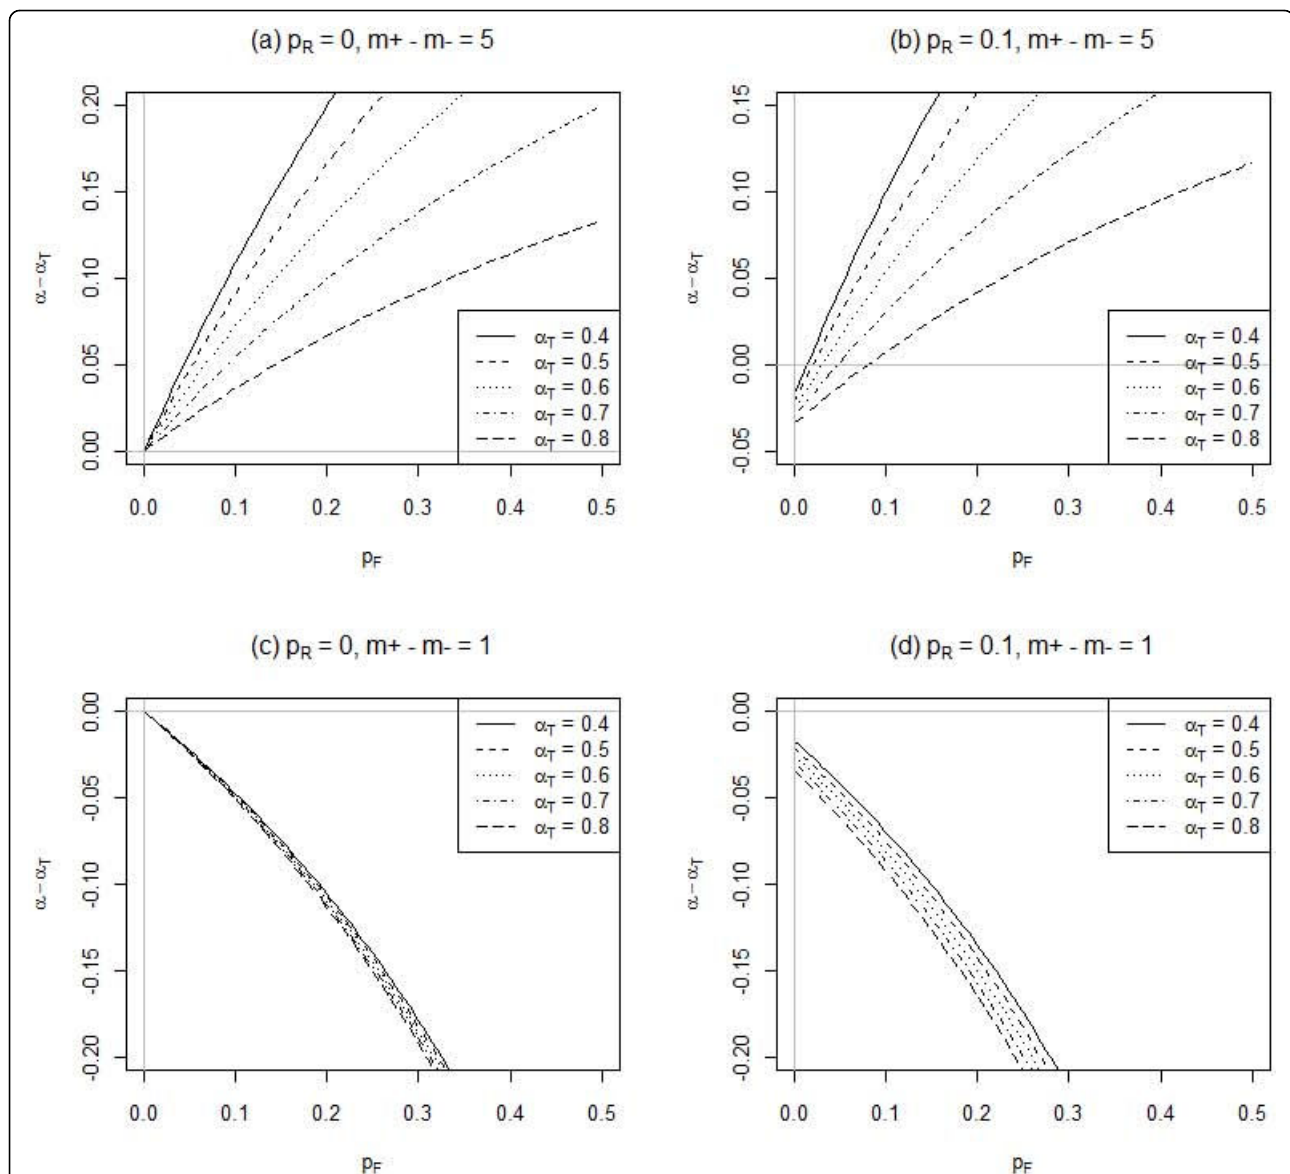 (a) pR = 0, m+ - m- = 5
α – αT
0.20
0.15
0.10
0.05
0.00
αT = 0.4
αT = 0.5
αT = 0.6
αT = 0.7
αT = 0.8
0.0 0.1 0.2 0.3 0.4 0.5
pF
(b) pR = 0.1, m+ - m- = 5
α – αT
0.15
0.10
0.05
0.00
-0.05
αT = 0.4
αT = 0.5
αT = 0.6
αT = 0.7
αT = 0.8
0.0 0.1 0.2 0.3 0.4 0.5
pF
(c) pR = 0, m+ - m- = 1
α – αT
0.00
-0.05
-0.10
-0.15
-0.20
αT = 0.4
αT = 0.5
αT = 0.6
αT = 0.7
αT = 0.8
0.0 0.1 0.2 0.3 0.4 0.5
pF
(d) pR = 0.1, m+ - m- = 1
α – αT
0.00
-0.05
-0.10
-0.15
-0.20
αT = 0.4
αT = 0.5
αT = 0.6
αT = 0.7
αT = 0.8
0.0 0.1 0.2 0.3 0.4 0.5
pF